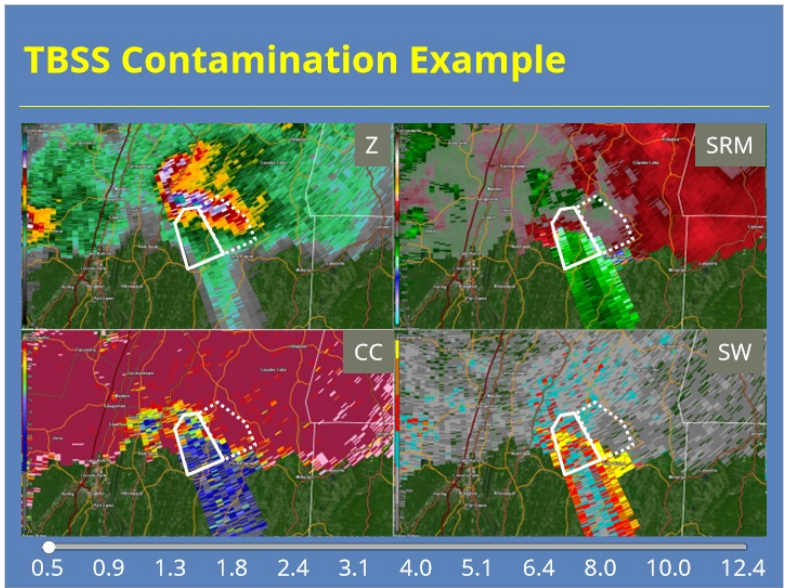 TBSS Contamination Example
Z
SRM
CC
SW
0.5 0.9 1.3 1.8 2.4 3.1 4.0 5.1 6.4 8.0 10.0 12.4